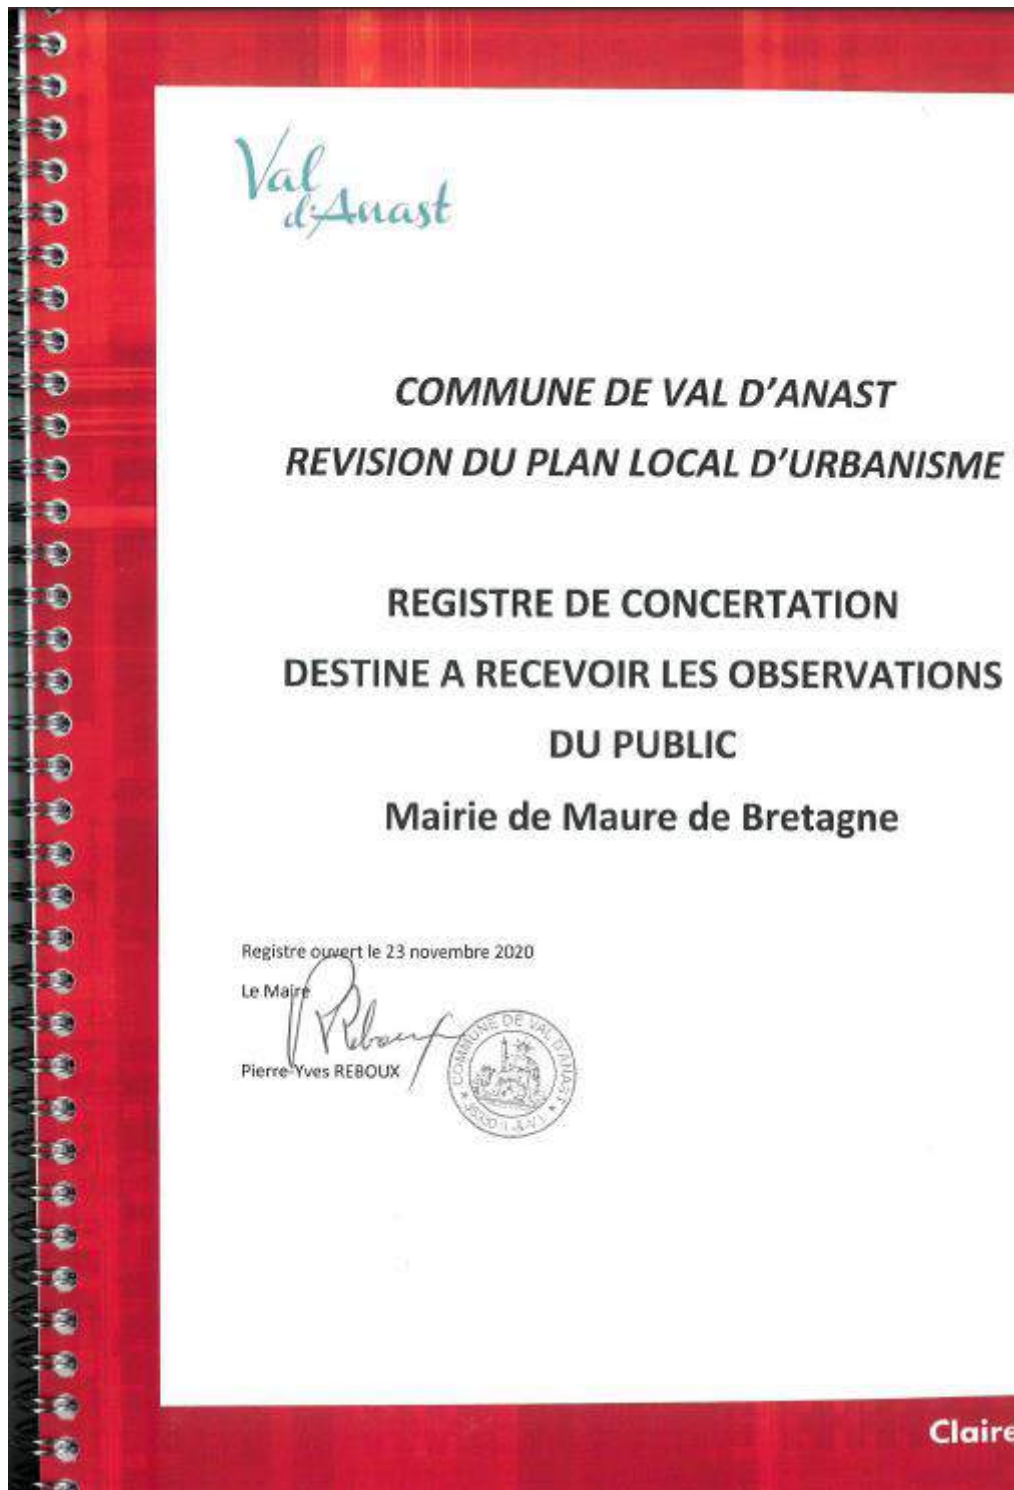 Val
d'Anast
COMMUNE DE VAL D'ANAST
REVISION DU PLAN LOCAL D'URBANISME
REGISTRE DE CONCERTATION
DESTINE A RECEVOIR LES OBSERVATIONS
DU PUBLIC
Mairie de Maure de Bretagne
Registre ouvert le 23 novembre 2020
Le Maire
PYReboux
Pierre-Yves REBOUX
COMMUNE DE VAL D'ANAST
Claire